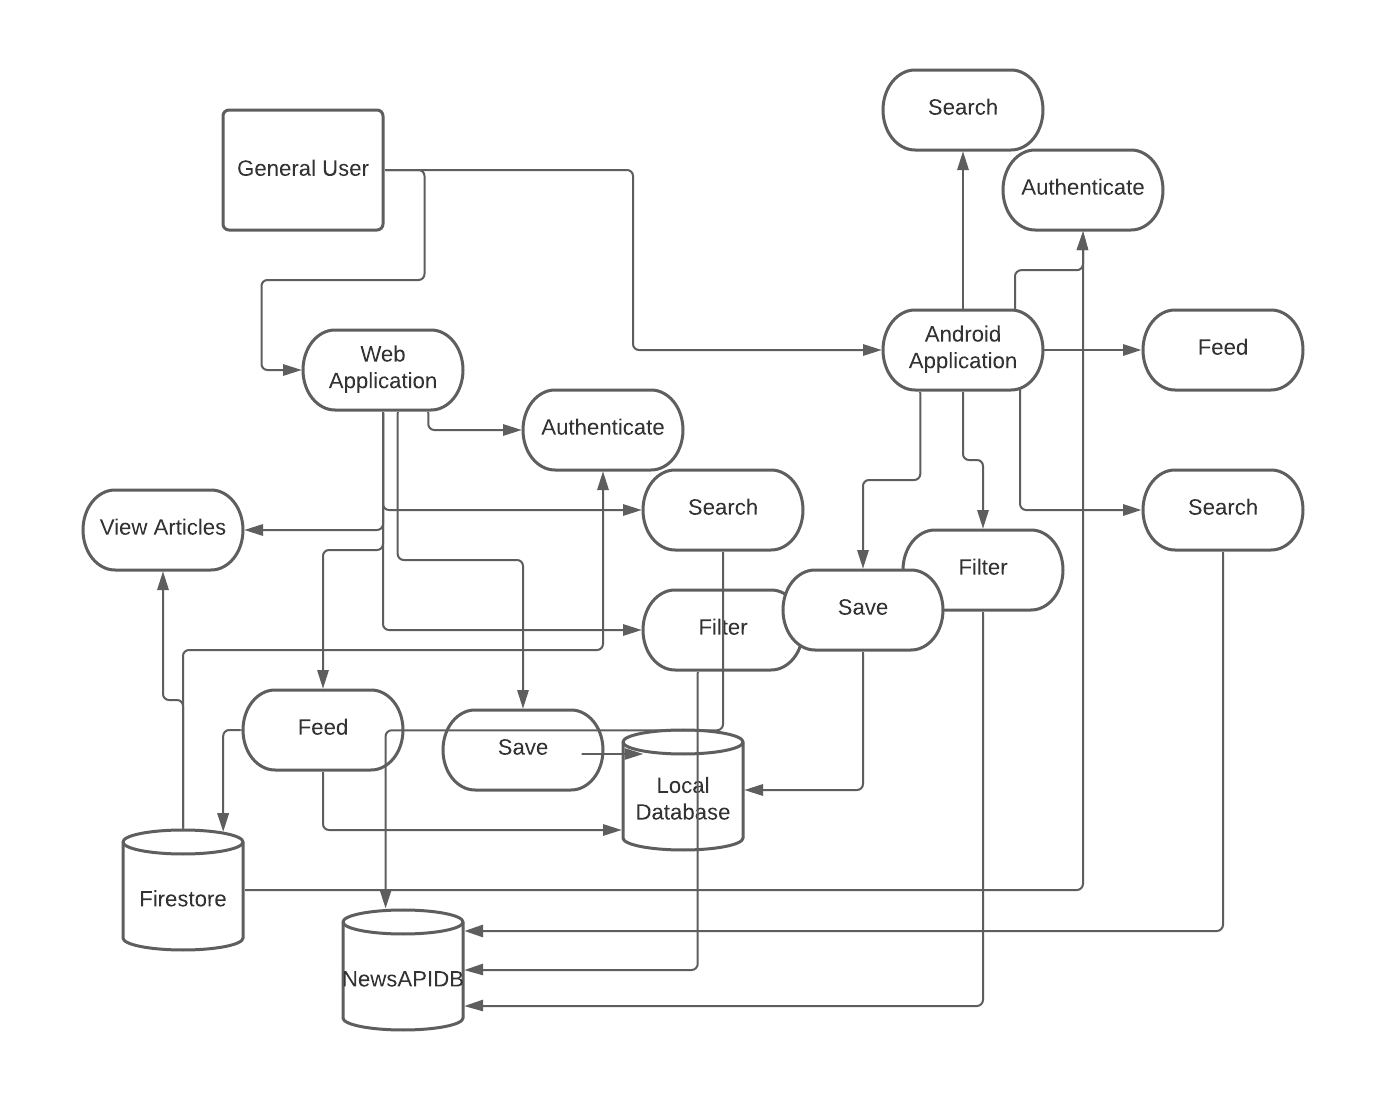 Search
General User
Authenticate
Android
Application
Feed
Web
Application
Authenticate
Search
Search
View Articles
Filter
Save
Filter
Feed
Save
Local
Database
Firestore
NewsAPIDB